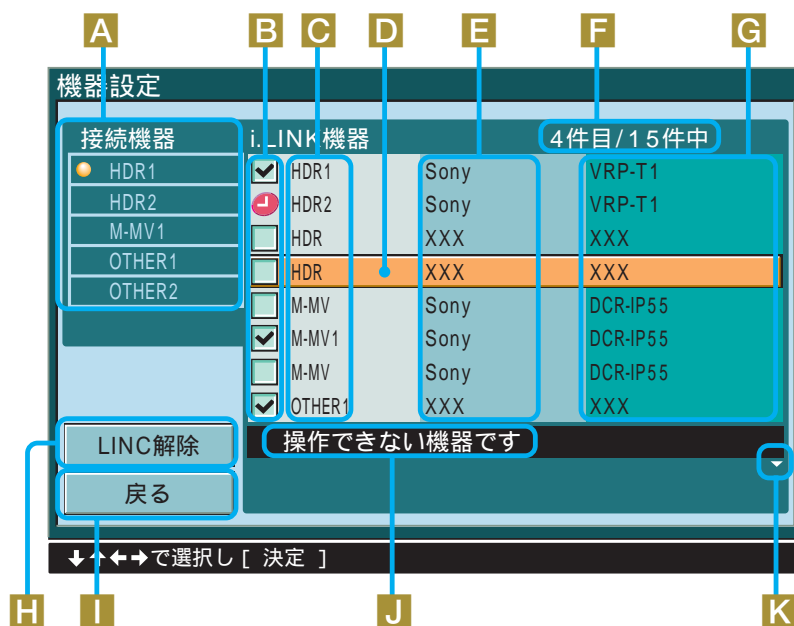 A B C D E F G
機器設定
接続機器
HDR1
HDR2
M-MV1
OTHER1
OTHER2
i.LINK機器 4件目/15件中
HDR1 Sony VRP-T1
HDR2 Sony VRP-T1
HDR XXX XXX
HDR XXX XXX
M-MV Sony DCR-IP55
M-MV1 Sony DCR-IP55
M-MV Sony DCR-IP55
OTHER1 XXX XXX
操作できない機器です
LINC解除
戻る
↓↑←→で選択し [ 決定 ]
H I J K